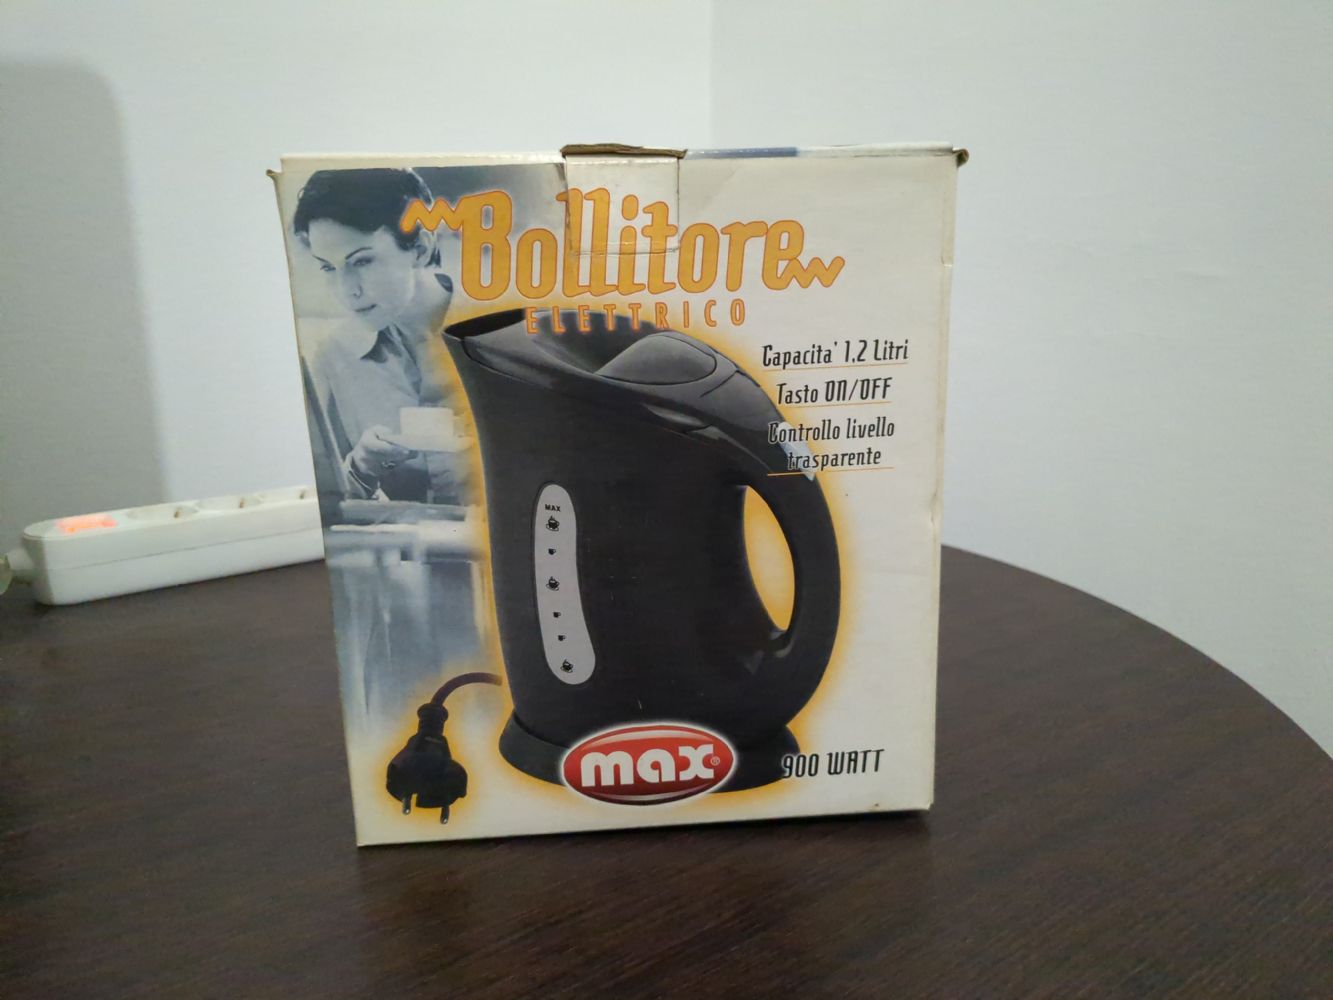 Bollitore
ELETTRICO
Capacita' 1,2 Litri
Tasto ON/OFF
Controllo livello
trasparente
MAX
max®
900 WATT